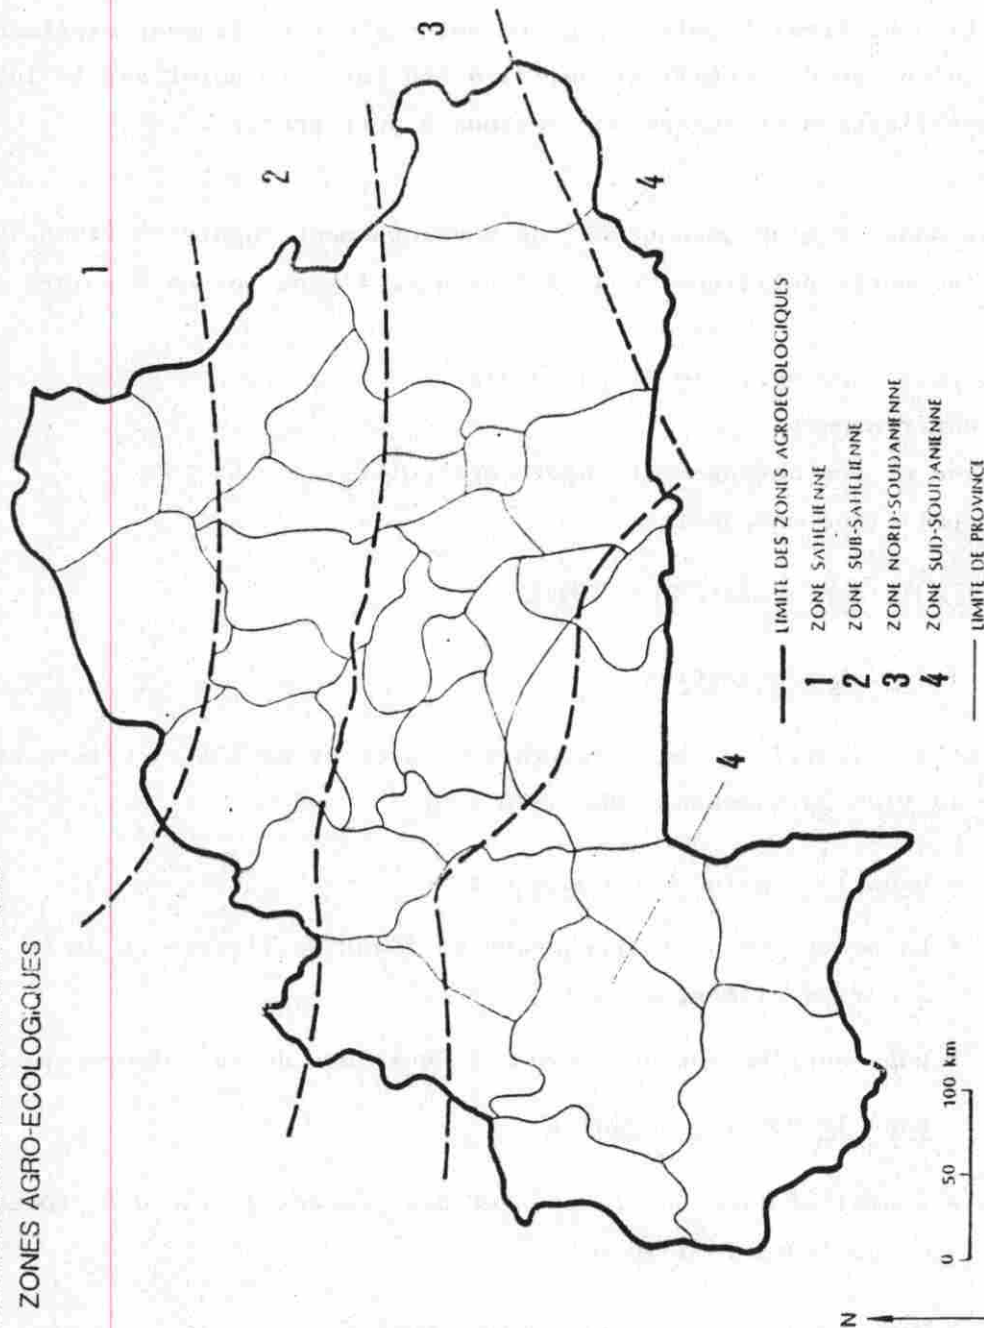 ZONES AGRO-ECOLOGIQUES
1
2
3
4
4
LIMITE DES ZONES AGROECOLOGIQUES
1 ZONE SAHELIENNE
2 ZONE SUB-SAHELIENNE
3 ZONE NORD-SOUDANIENNE
4 ZONE SUD-SOUDANIENNE
LIMITE DE PROVINCE
N
0 50 100 km